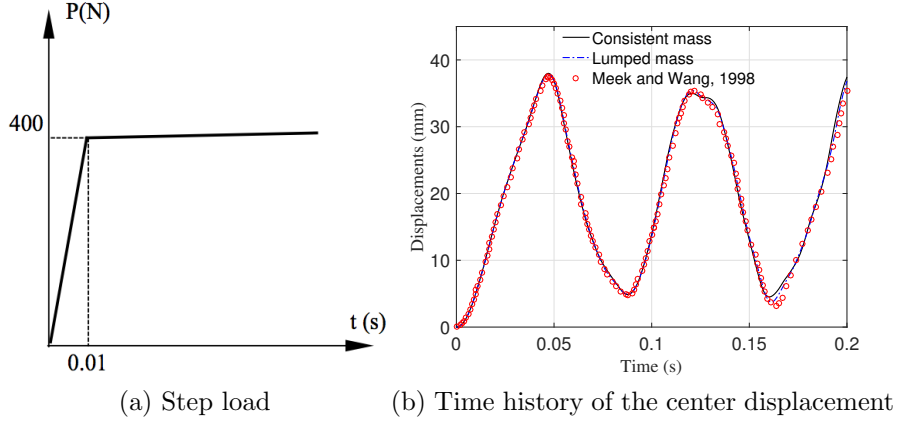 P(N)
400
t (s)
0.01
(a) Step load
Consistent mass
Lumped mass
Meek and Wang, 1998
Displacements (mm)
40
30
20
10
0
0
0.05
0.1
0.15
0.2
Time (s)
(b) Time history of the center displacement